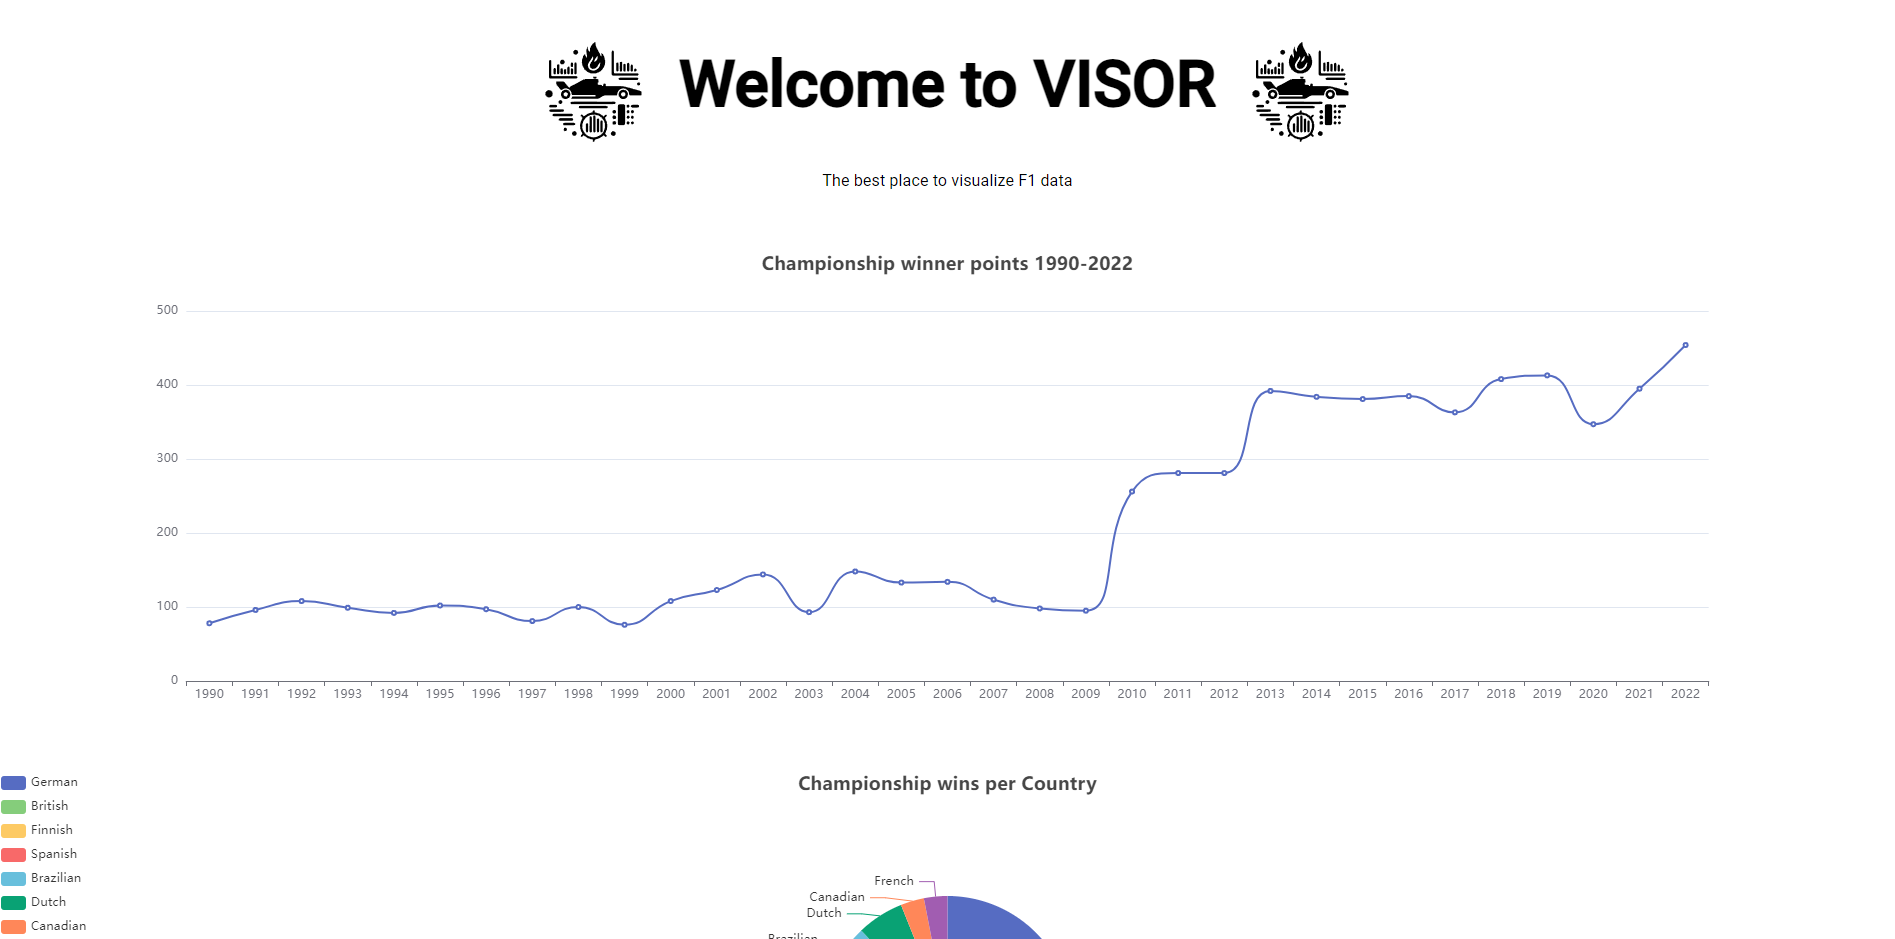 Welcome to VISOR
The best place to visualize F1 data
Championship winner points 1990-2022
500
400
300
200
100
0
1990 1991 1992 1993 1994 1995 1996 1997 1998 1999 2000 2001 2002 2003 2004 2005 2006 2007 2008 2009 2010 2011 2012 2013 2014 2015 2016 2017 2018 2019 2020 2021 2022
Championship wins per Country
German
British
Finnish
Spanish
Brazilian
Dutch
Canadian
French
Canadian
Dutch
Brazilian